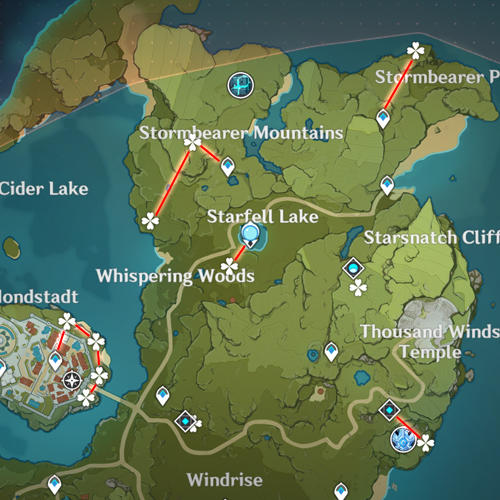 Stormbearer P
Stormbearer Mountains
Cider Lake
Starfell Lake
Starsnatch Cliff
Whispering Woods
ondstadt
Thousand Winds
Temple
Windrise